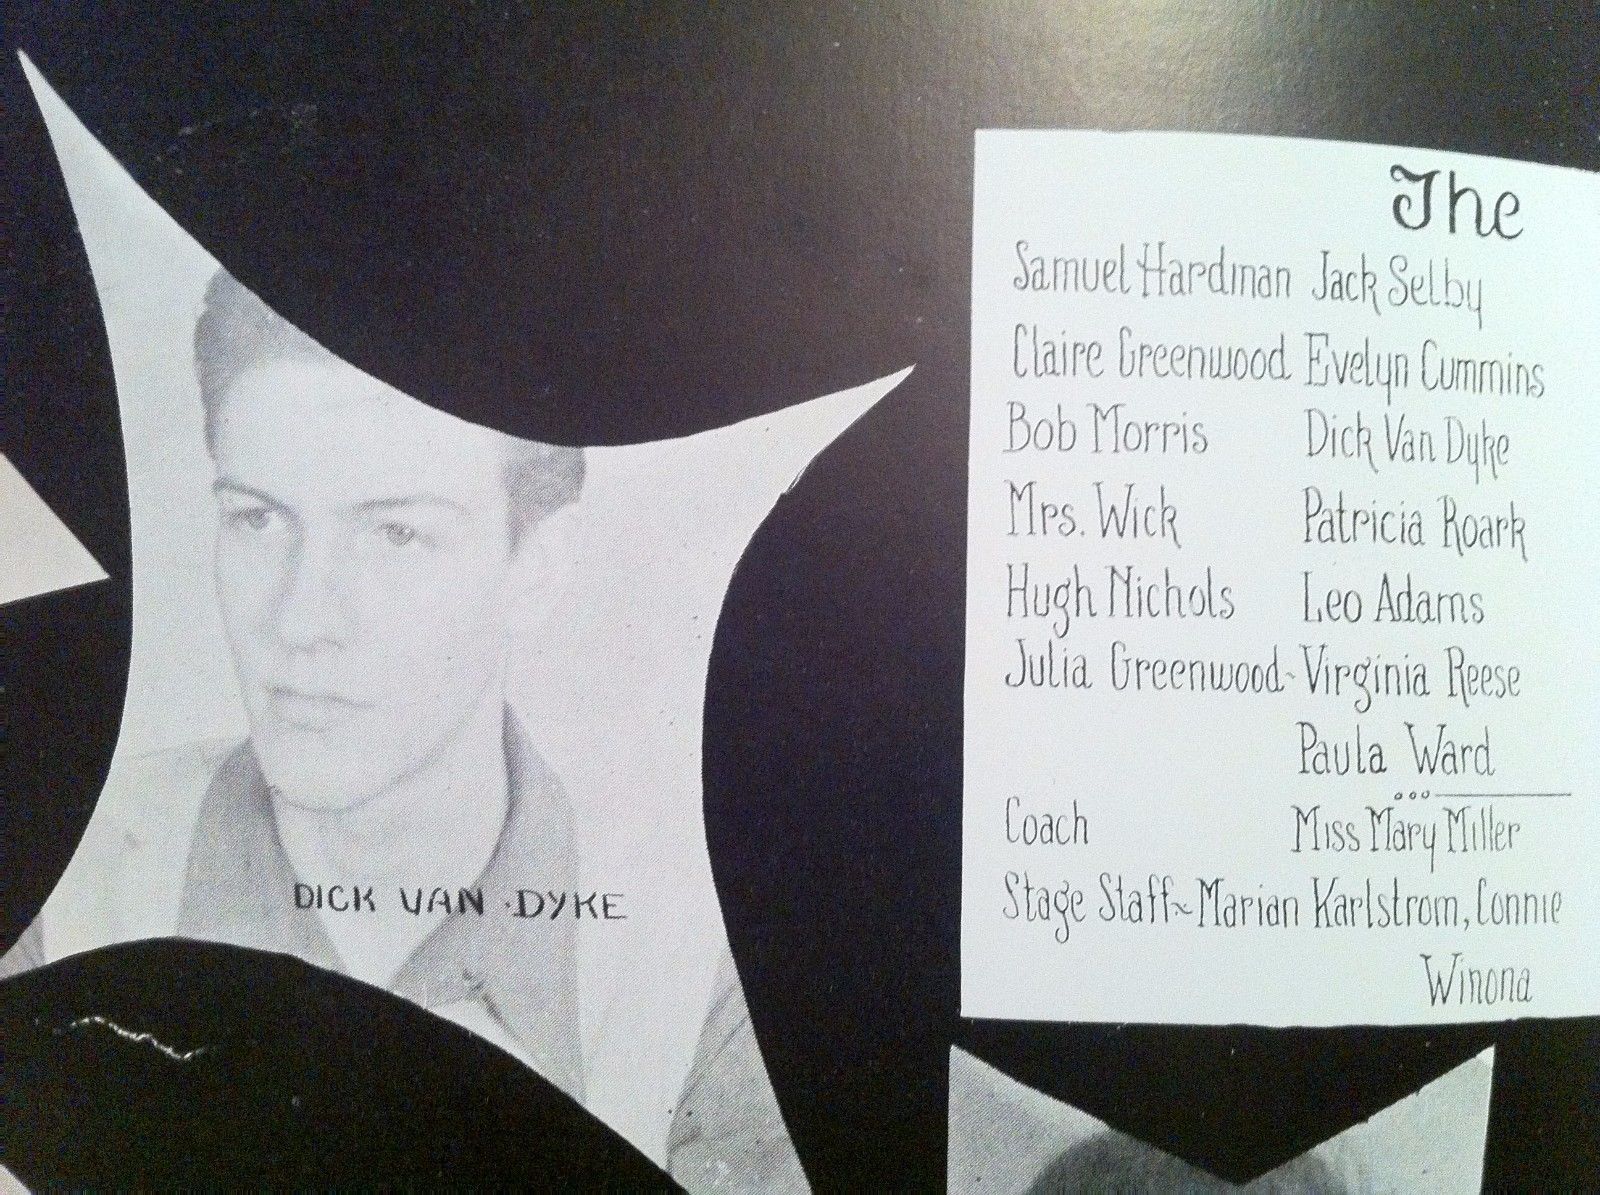 DICK VAN DYKE
The
Samuel Hardman Jack Selby
Claire Greenwood Evelyn Cummins
Bob Morris Dick Van Dyke
Mrs. Wick Patricia Roark
Hugh Nichols Leo Adams
Julia Greenwood~Virginia Reese
Paula Ward
Coach Miss Mary Miller
Stage Staff~Marian Karlstrom, Connie
Winona